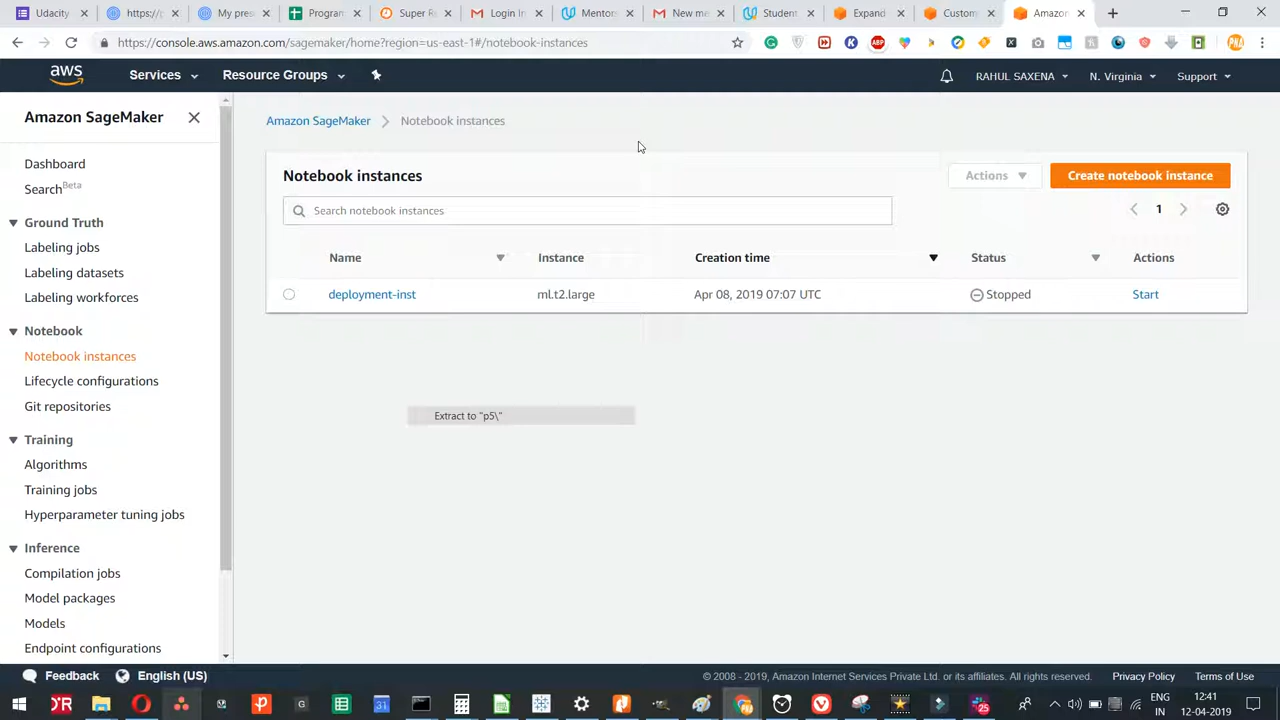 Udacity
https://p
My pres
Program
Super R
Login In
Mentors
New me
Student
Expand
Custom
Amazon
https://console.aws.amazon.com/sagemaker/home?region=us-east-1#/notebook-instances
aws
Services
Resource Groups
RAHUL SAXENA
N. Virginia
Support
Amazon SageMaker
Dashboard
Search Beta
Ground Truth
Labeling jobs
Labeling datasets
Labeling workforces
Notebook
Notebook instances
Lifecycle configurations
Git repositories
Training
Algorithms
Training jobs
Hyperparameter tuning jobs
Inference
Compilation jobs
Model packages
Models
Endpoint configurations
Amazon SageMaker
Notebook instances
Notebook instances
Actions
Create notebook instance
Search notebook instances
1
Name Instance Creation time Status Actions
deployment-inst ml.t2.large Apr 08, 2019 07:07 UTC Stopped Start
Extract to "p5\"
Feedback
English (US)
© 2008 - 2019, Amazon Internet Services Private Ltd. or its affiliates. All rights reserved.
Privacy Policy
Terms of Use
ENG
IN
12:41
12-04-2019
25